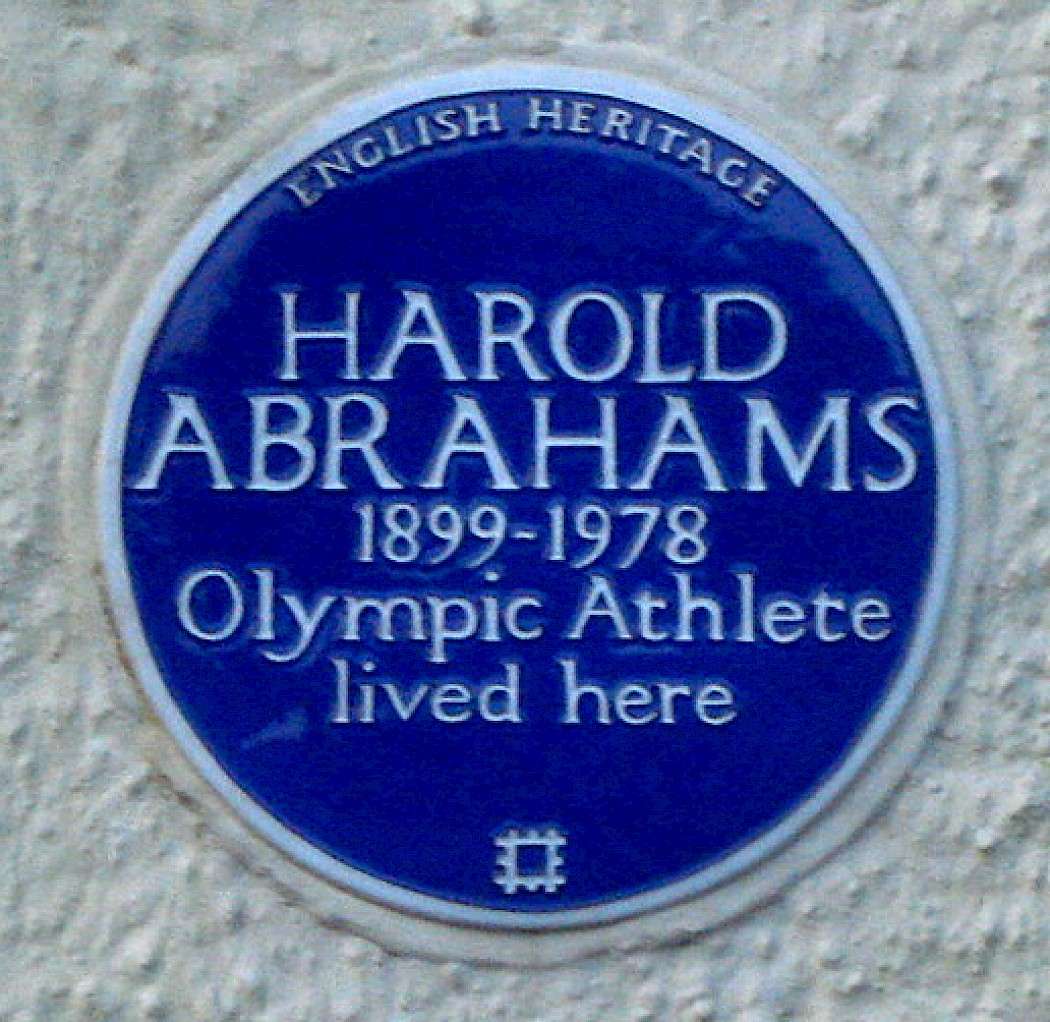 ENGLISH HERITAGE
HAROLD
ABRAHAMS
1899-1978
Olympic Athlete
lived here